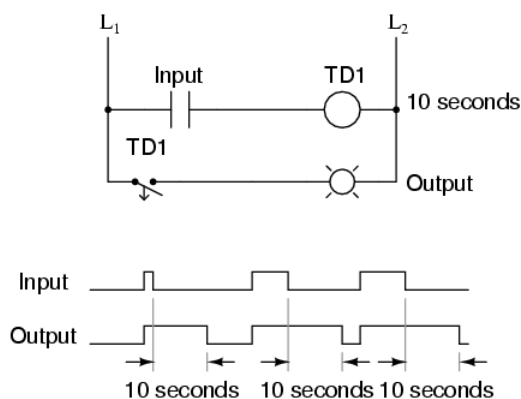 L1 L2
Input TD1
10 seconds
TD1
Output
Input
Output
10 seconds 10 seconds 10 seconds